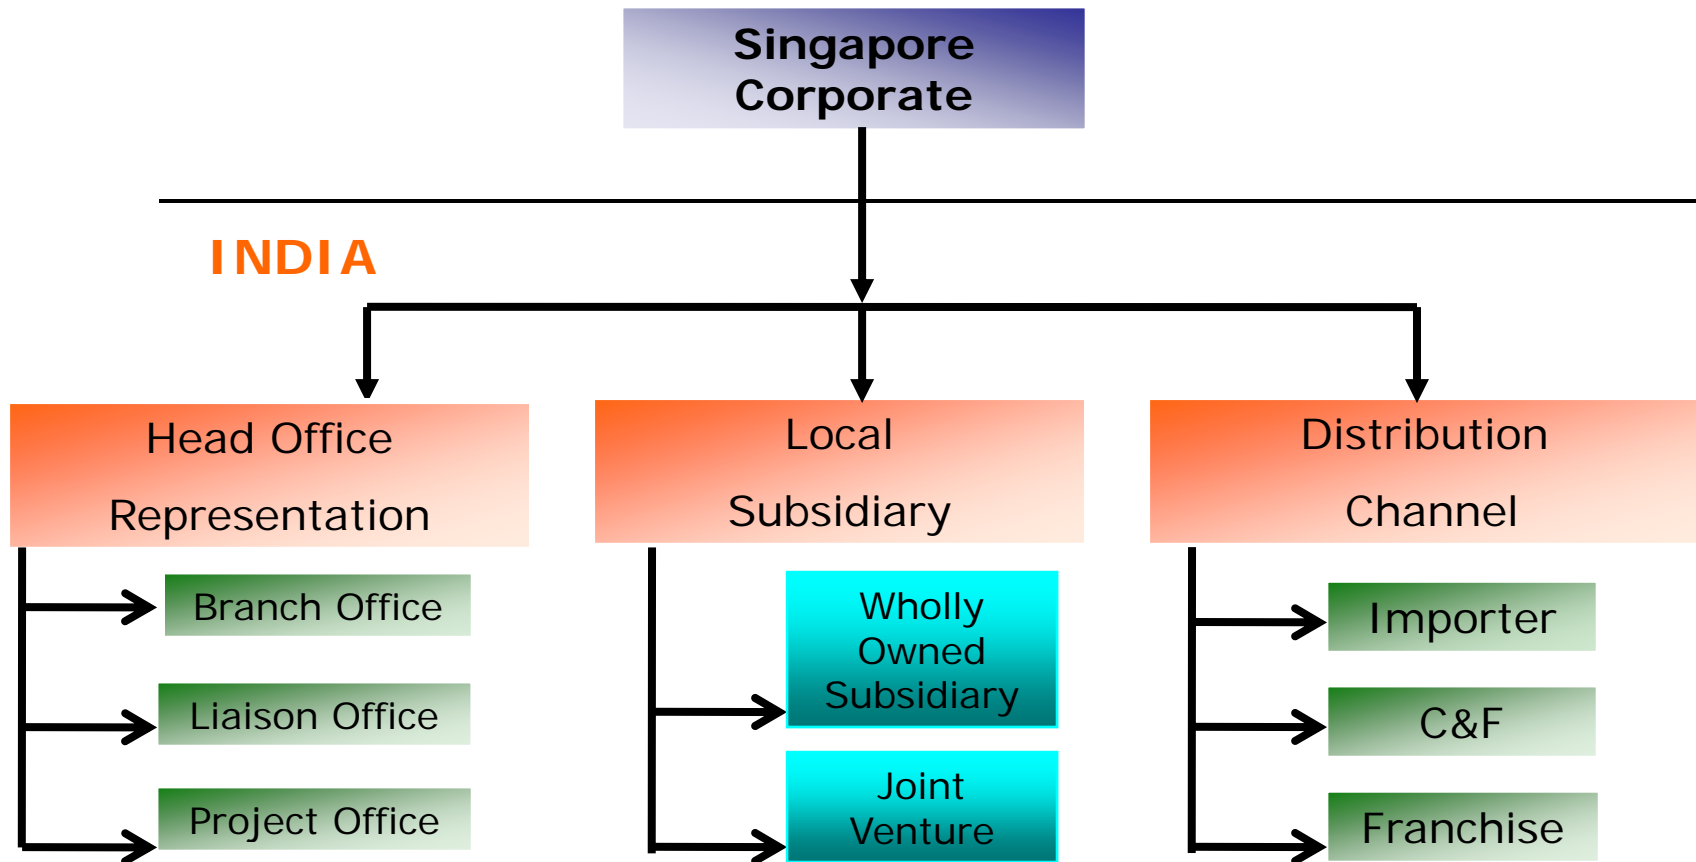 Singapore
Corporate
INDIA
Head Office
Representation
Branch Office
Liaison Office
Project Office
Local
Subsidiary
Wholly
Owned
Subsidiary
Joint
Venture
Distribution
Channel
Importer
C&F
Franchise